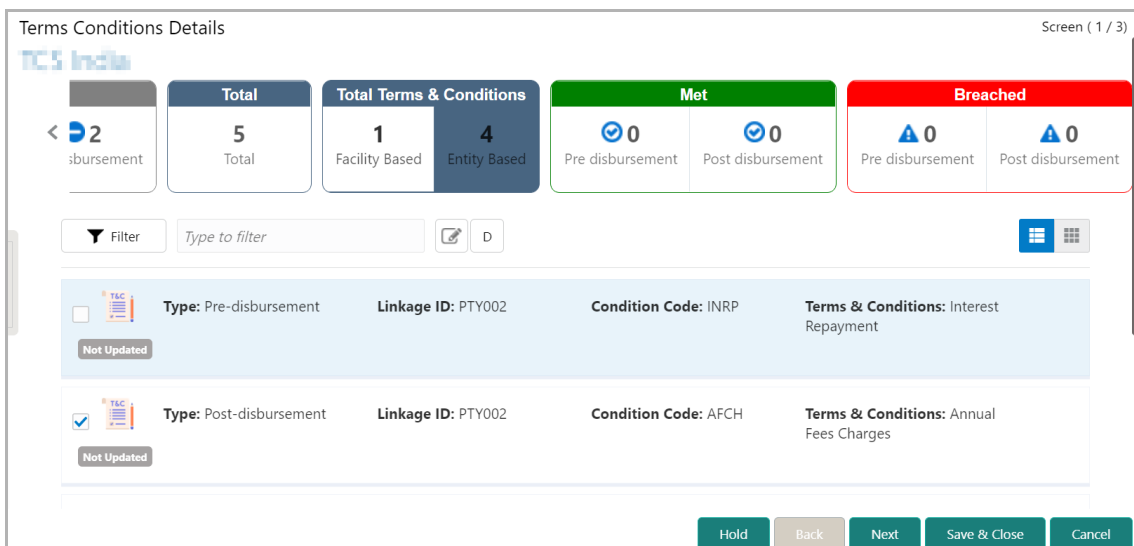 Terms Conditions Details
Screen ( 1 / 3)
Total
Total Terms & Conditions
Met
Breached
2
5
1
4
0
0
0
0
sbursement
Total
Facility Based
Entity Based
Pre disbursement
Post disbursement
Pre disbursement
Post disbursement
Filter
Type to filter
D
T&C
Type: Pre-disbursement
Linkage ID: PTY002
Condition Code: INRP
Terms & Conditions: Interest
Repayment
Not Updated
T&C
Type: Post-disbursement
Linkage ID: PTY002
Condition Code: AFCH
Terms & Conditions: Annual
Fees Charges
Not Updated
Hold
Back
Next
Save & Close
Cancel